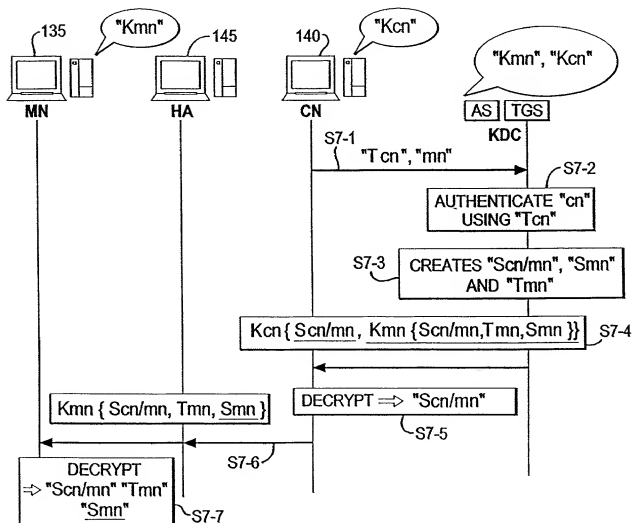 135
"Kmn"
145
140
"Kcn"
"Kmn", "Kcn"
MN
HA
CN
AS
TGS
KDC
S7-1
"T cn", "mn"
S7-2
AUTHENTICATE "cn"
USING "Tcn"
S7-3
CREATES "Scn/mn", "Smn"
AND "Tmn"
Kcn{ Scn/mn, Kmn {Scn/mn,Tmn,Smn }}
S7-4
DECRYPT ⇒ "Scn/mn"
S7-5
Kmn { Scn/mn, Tmn, Smn }
S7-6
DECRYPT
⇒ "Scn/mn" "Tmn"
"Smn"
S7-7